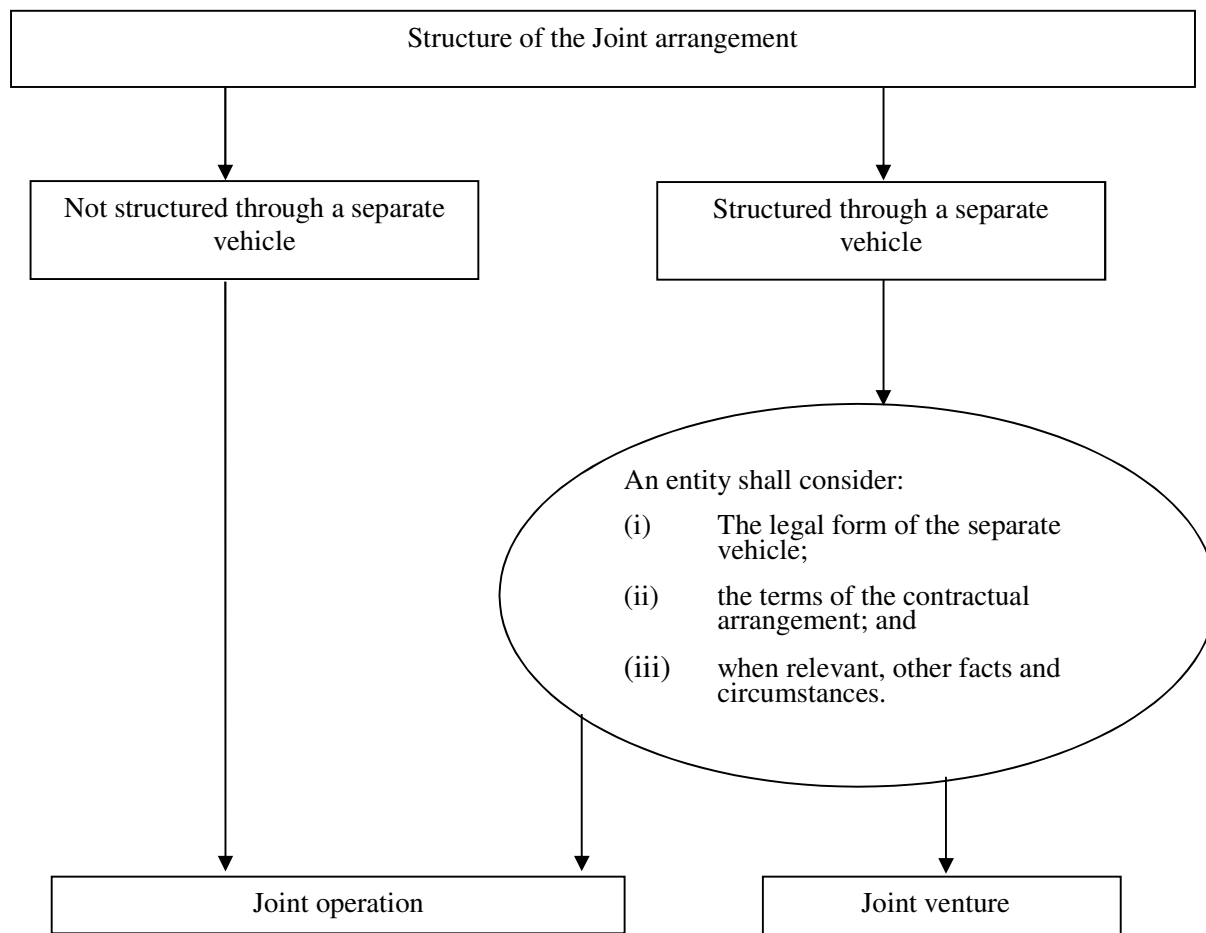 Structure of the Joint arrangement
Not structured through a separate
vehicle
Structured through a separate
vehicle
An entity shall consider:
(i) The legal form of the separate
vehicle;
(ii) the terms of the contractual
arrangement; and
(iii) when relevant, other facts and
circumstances.
Joint operation
Joint venture